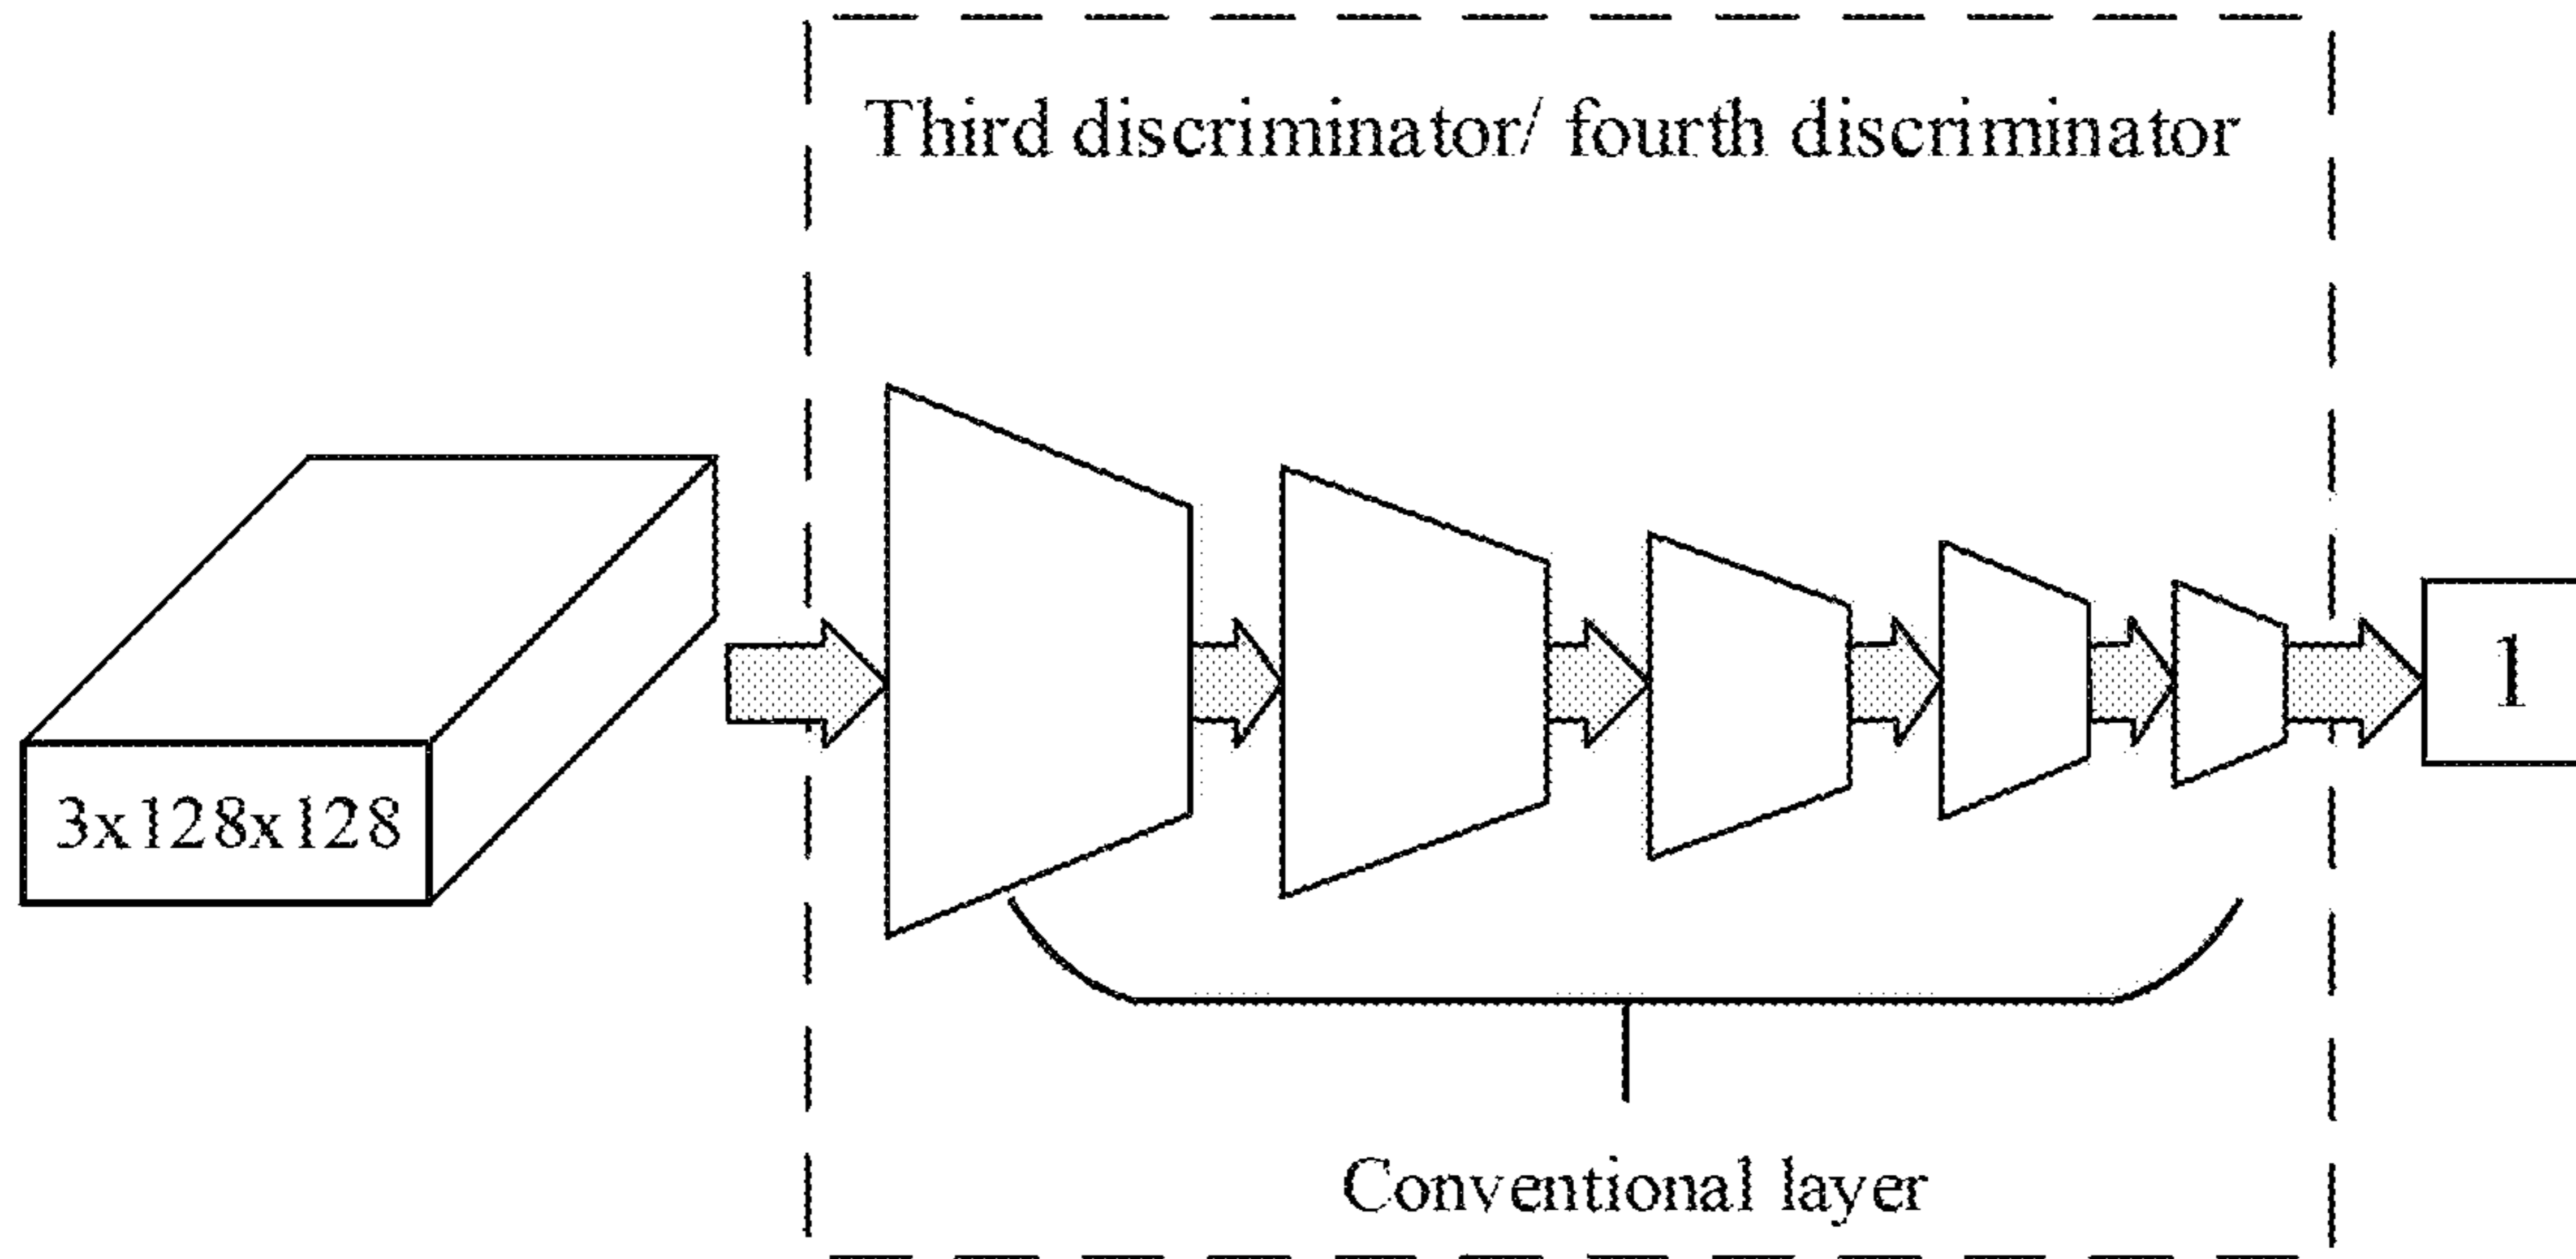 Third discriminator/ fourth discriminator
3x128x128
1
Conventional layer